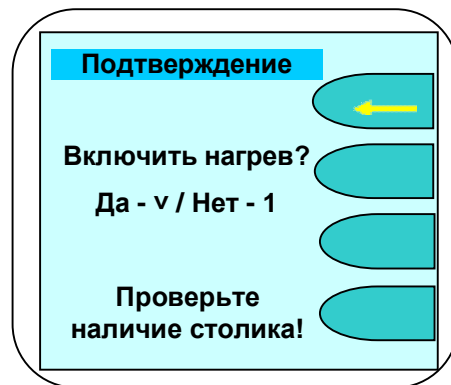 Подтверждение
Включить нагрев?
Да - v / Нет - 1
Проверьте
наличие столика!